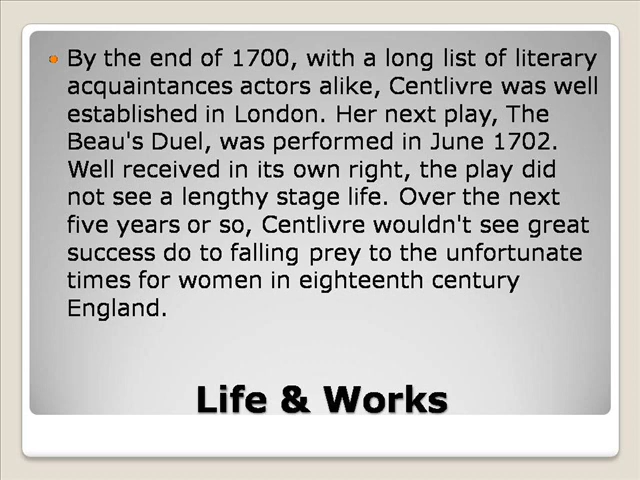 By the end of 1700, with a long list of literary
acquaintances actors alike, Centlivre was well
established in London. Her next play, The
Beau's Duel, was performed in June 1702.
Well received in its own right, the play did
not see a lengthy stage life. Over the next
five years or so, Centlivre wouldn't see great
success do to falling prey to the unfortunate
times for women in eighteenth century
England.
Life & Works